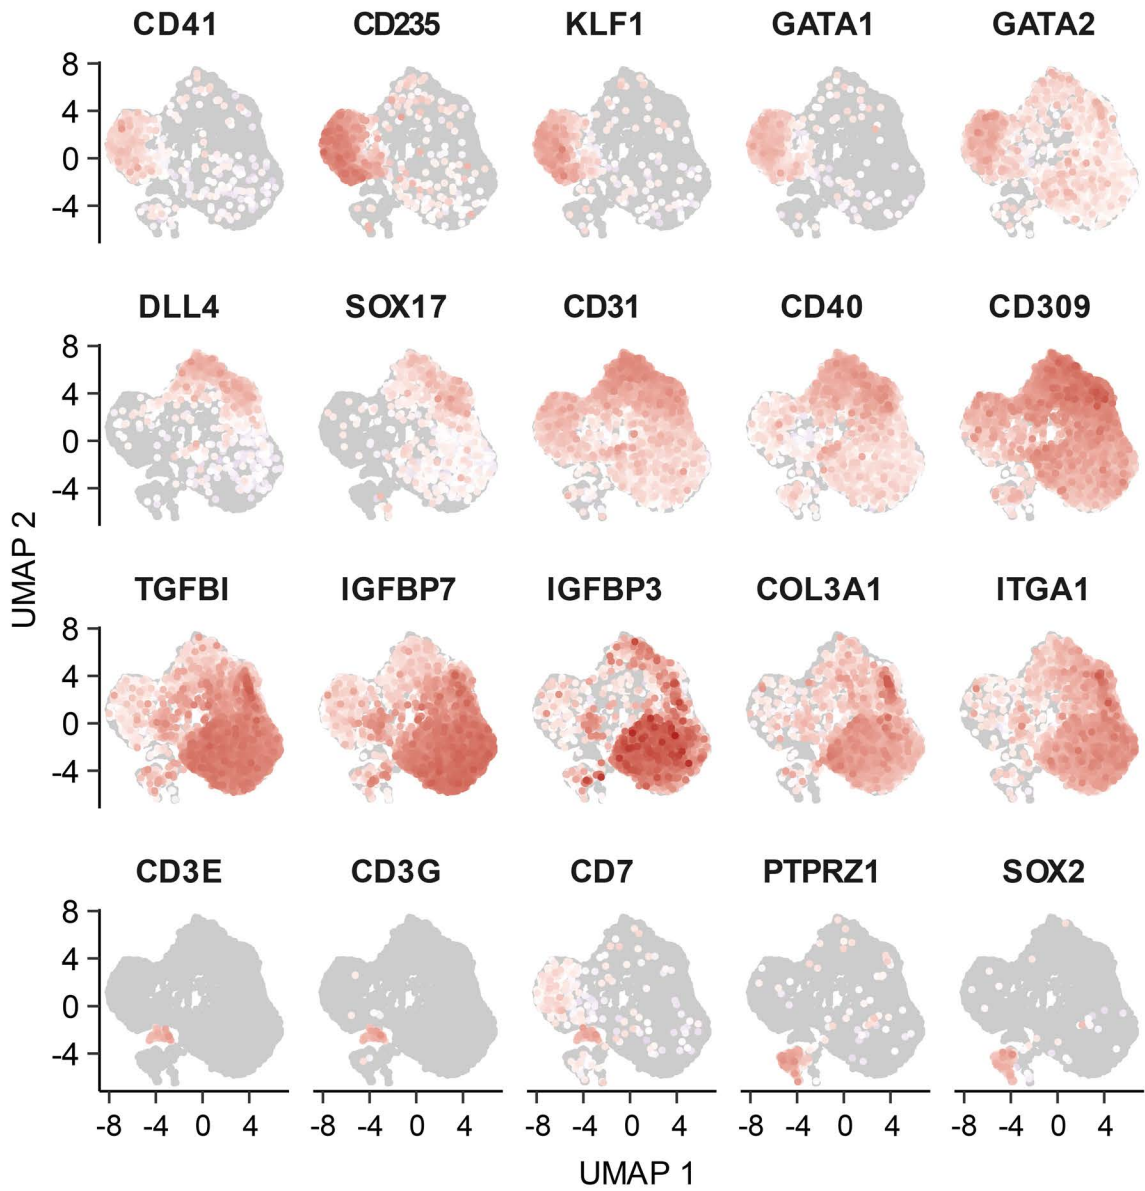 CD41 CD235 KLF1 GATA1 GATA2
8
4
0
-4
DLL4 SOX17 CD31 CD40 CD309
8
4
0
-4
UMAP 2
TGFBI IGFBP7 IGFBP3 COL3A1 ITGA1
8
4
0
-4
CD3E CD3G CD7 PTPRZ1 SOX2
8
4
0
-4
-8 -4 0 4 -8 -4 0 4 -8 -4 0 4 -8 -4 0 4 -8 -4 0 4
UMAP 1